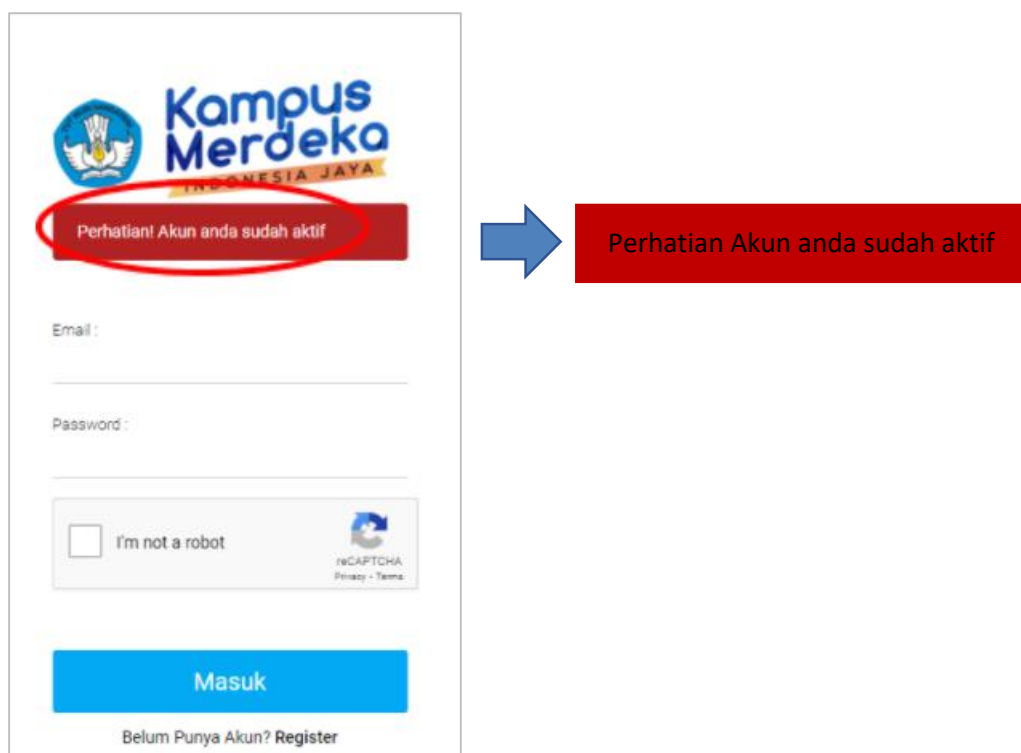 Kampus
Merdeka
INDONESIA JAYA
Perhatian! Akun anda sudah aktif
Perhatian Akun anda sudah aktif
Email :
Password :
I'm not a robot
reCAPTCHA
Privacy - Terms
Masuk
Belum Punya Akun? Register